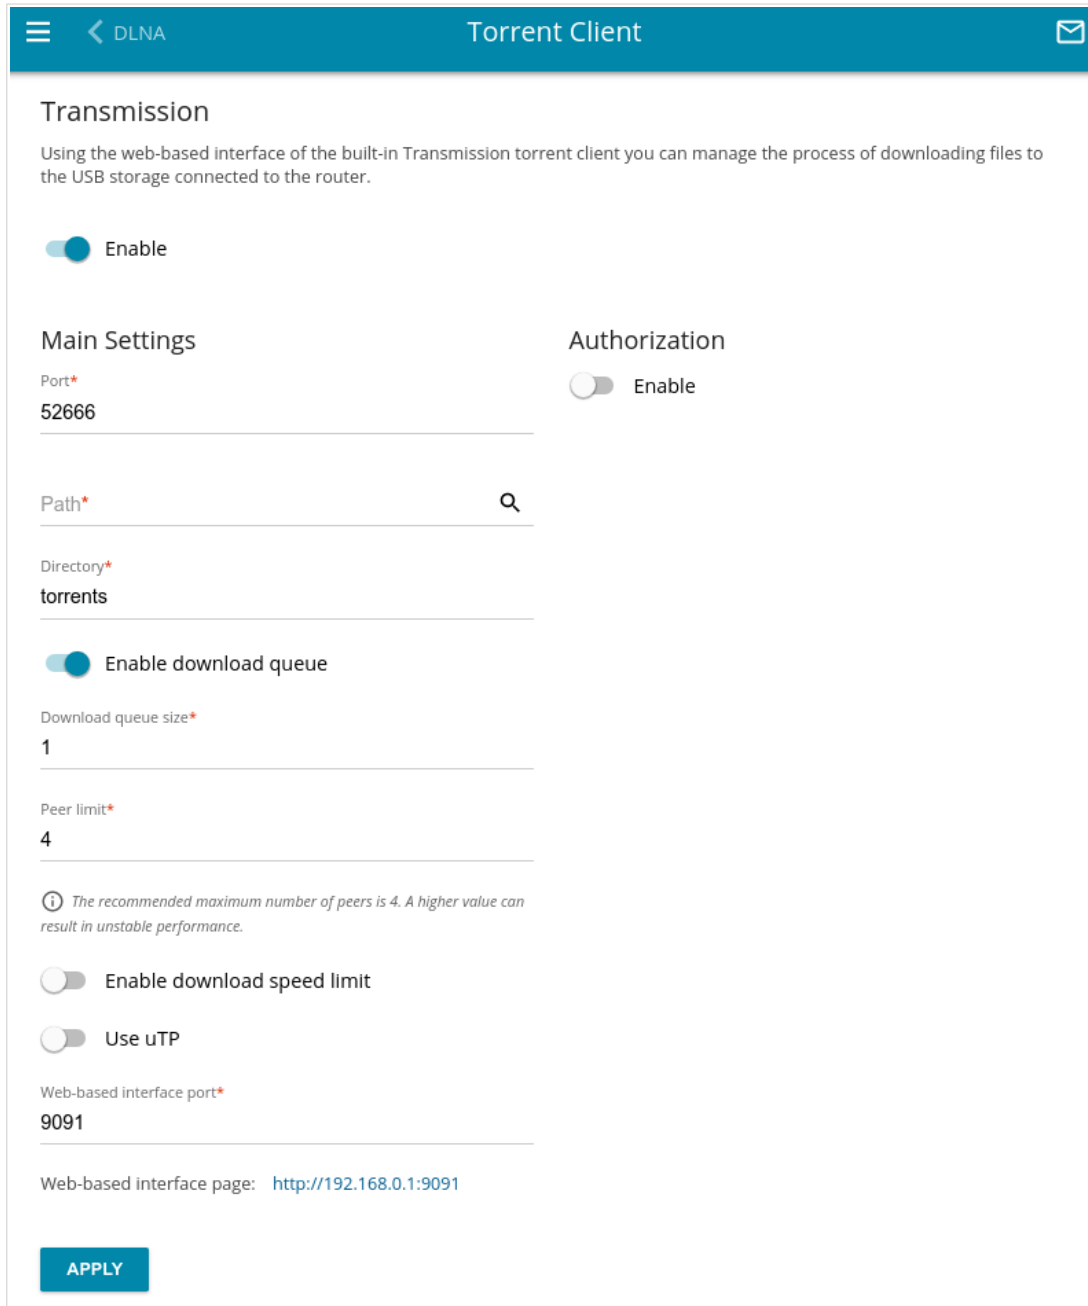 DLNA
Torrent Client
Transmission
Using the web-based interface of the built-in Transmission torrent client you can manage the process of downloading files to
the USB storage connected to the router.
Enable
Main Settings
Port*
52666
Path*
Directory*
torrents
Enable download queue
Download queue size*
1
Peer limit*
4
The recommended maximum number of peers is 4. A higher value can
result in unstable performance.
Enable download speed limit
Use uTP
Web-based interface port*
9091
Web-based interface page: http://192.168.0.1:9091
APPLY
Authorization
Enable